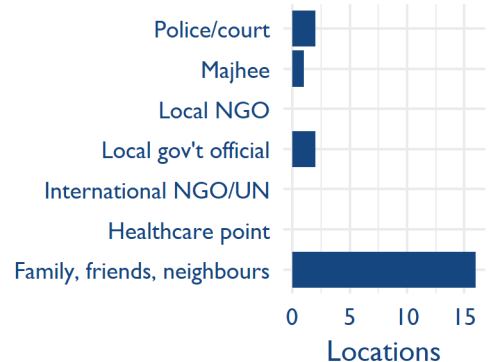 Police/court
Majhee
Local NGO
Local gov't official
International NGO/UN
Healthcare point
Family, friends, neighbours
0 5 10 15
Locations